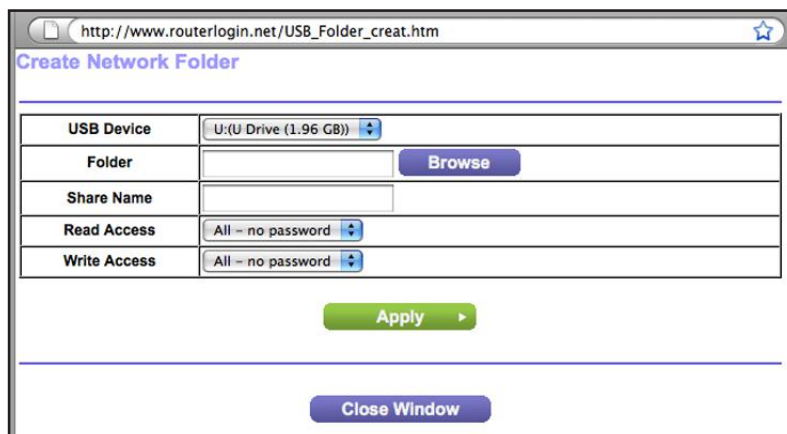 http://www.routerlogin.net/USB_Folder_creat.htm
Create Network Folder
USB Device U:(U Drive (1.96 GB))
Folder Browse
Share Name
Read Access All – no password
Write Access All – no password
Apply
Close Window